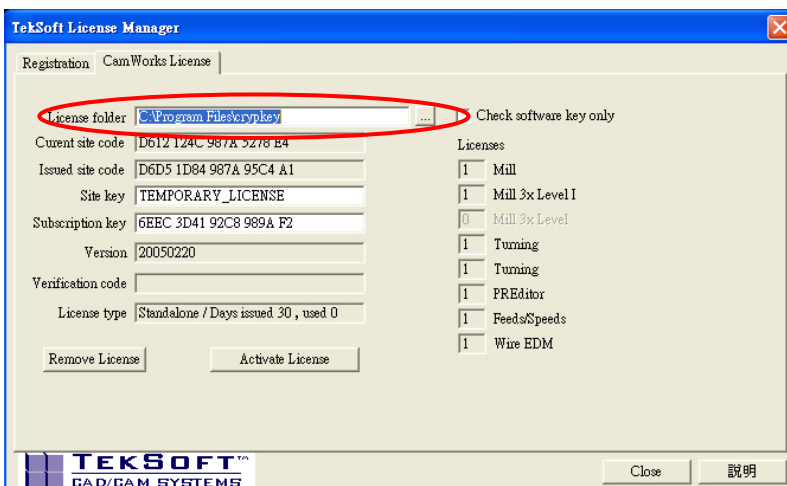 TekSoft License Manager
Registration
CamWorks License
License folder C:\Program Files\crypkey ... Check software key only
Curent site code D612 124C 987A 5278 E4
Licenses
Issued site code D6D5 1D84 987A 95C4 A1
1 Mill
Site key TEMPORARY_LICENSE
1 Mill 3x Level I
Subscription key 6EEC 3D41 92C8 989A F2
0 Mill 3x Level
Version 20050220
1 Turning
Verification code
1 Turning
License type Standalone / Days issued 30 , used 0
1 PREditor
1 Feeds/Speeds
1 Wire EDM
Remove License
Activate License
TEKSOFT™
CAD/CAM SYSTEMS
Close
説明